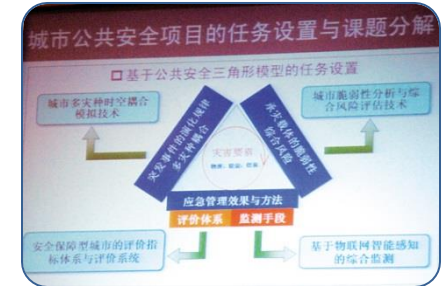 城市公共安全项目的任务设置与课题分解
口基于公共安全三角形模型的任务设置
城市多灾种时空耦合
模拟技术
城市脆弱性分析与综
合风险评估技术
突发事件的演化规律
多灾种耦合
承灾载体的脆弱性
综合风险
灾害要素
应急管理效果与方法
评价体系
监测手段
安全保障型城市的评价指
标体系与评价系统
基于物联网智能感知
的综合监测